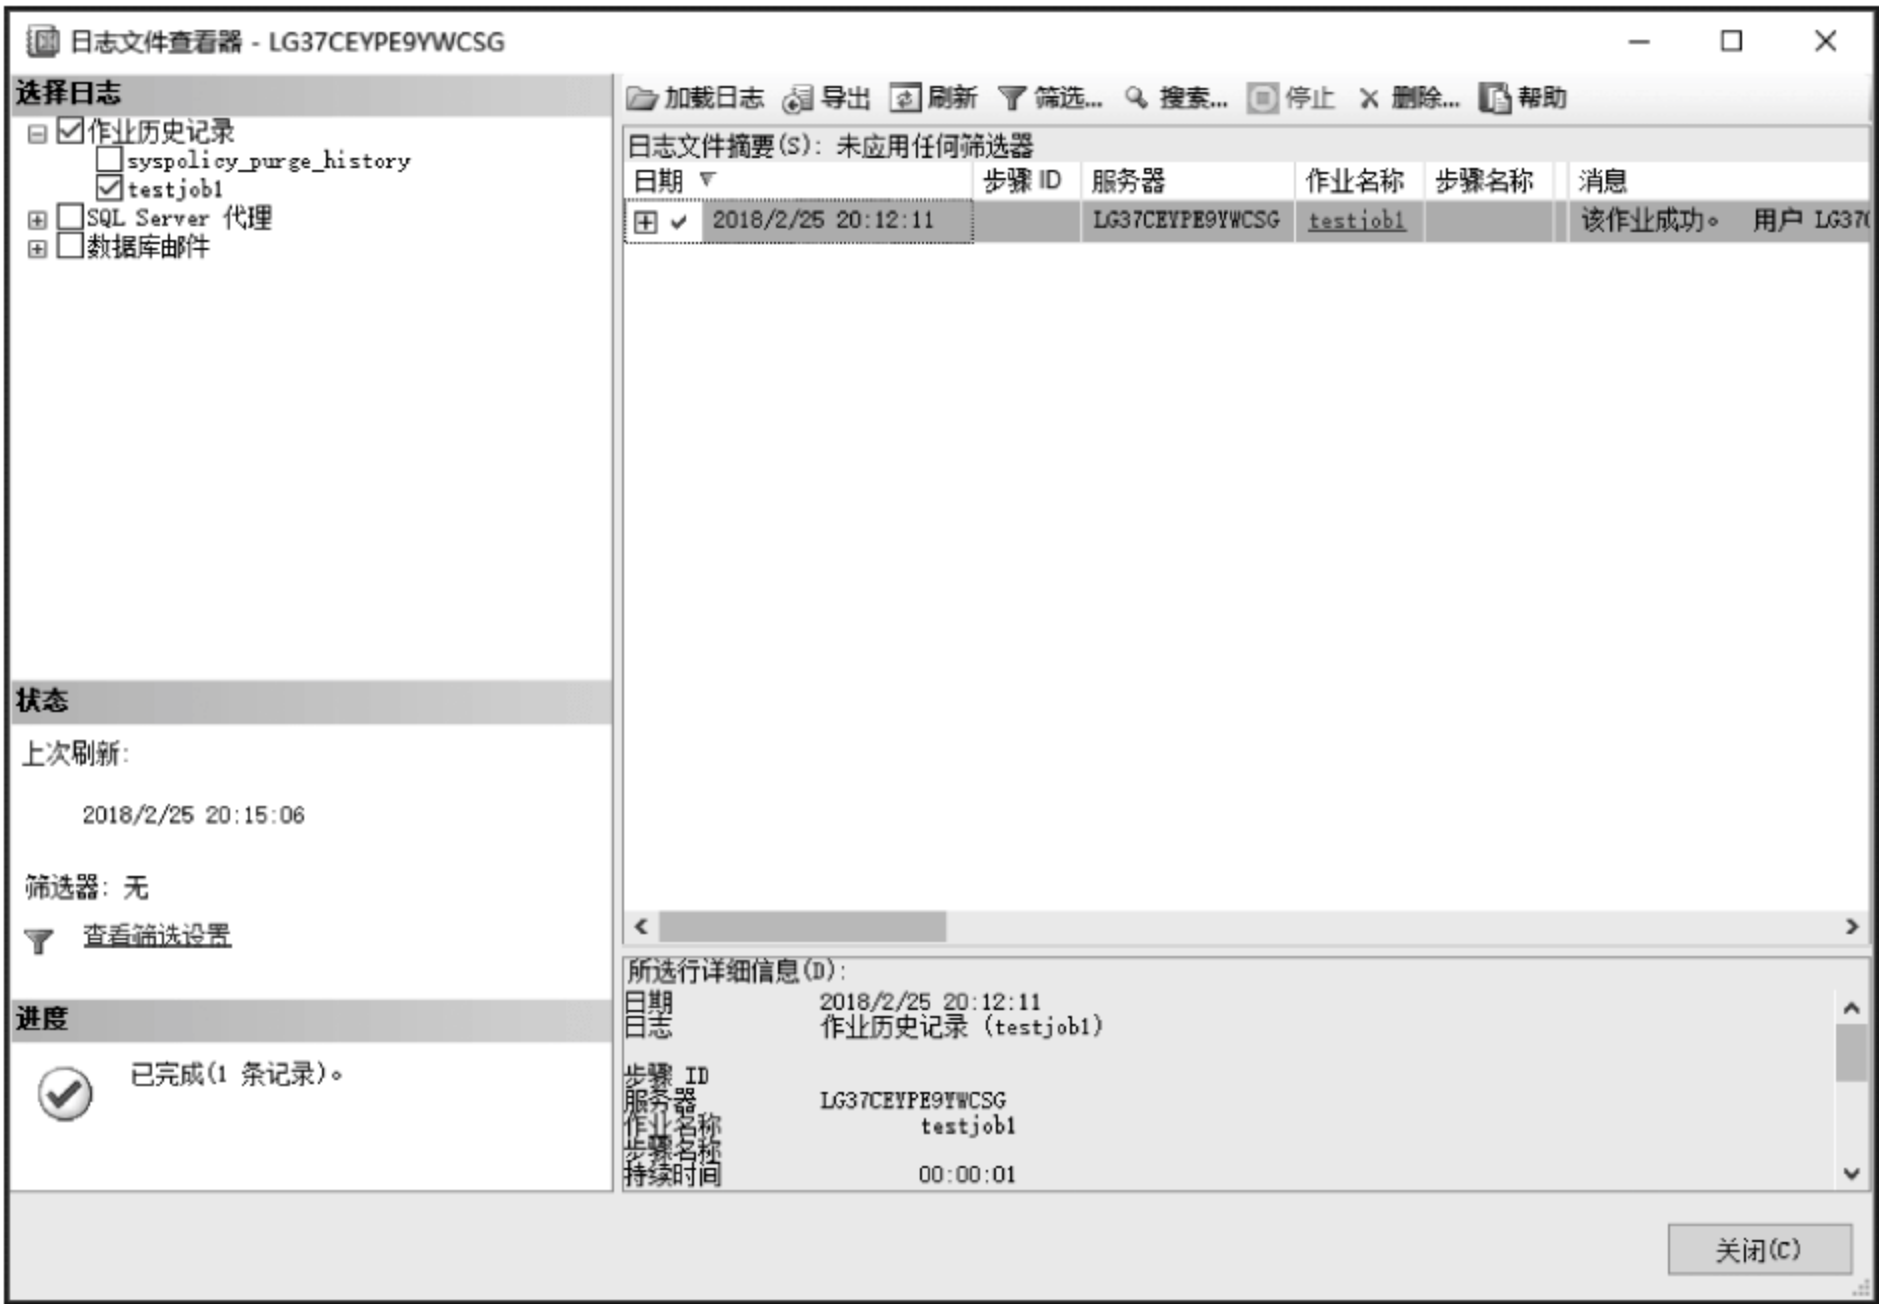 日志文件查看器 - LG37CEYPE9YWCSG
选择日志
作业历史记录
syspolicy_purge_history
testjob1
SQL Server 代理
数据库邮件
状态
上次刷新:
2018/2/25 20:15:06
筛选器: 无
查看筛选设置
进度
已完成(1 条记录)。
加载日志 导出 刷新 筛选... 搜索... 停止 删除... 帮助
日志文件摘要(S): 未应用任何筛选器
日期 步骤 ID 服务器 作业名称 步骤名称 消息
2018/2/25 20:12:11 LG37CEYPE9YWCSG testjob1 该作业成功。 用户 LG37
所选行详细信息(D):
日期 2018/2/25 20:12:11
日志 作业历史记录 (testjob1)
步骤 ID
服务器 LG37CEYPE9YWCSG
作业名称 testjob1
步骤名称
持续时间 00:00:01
关闭(C)